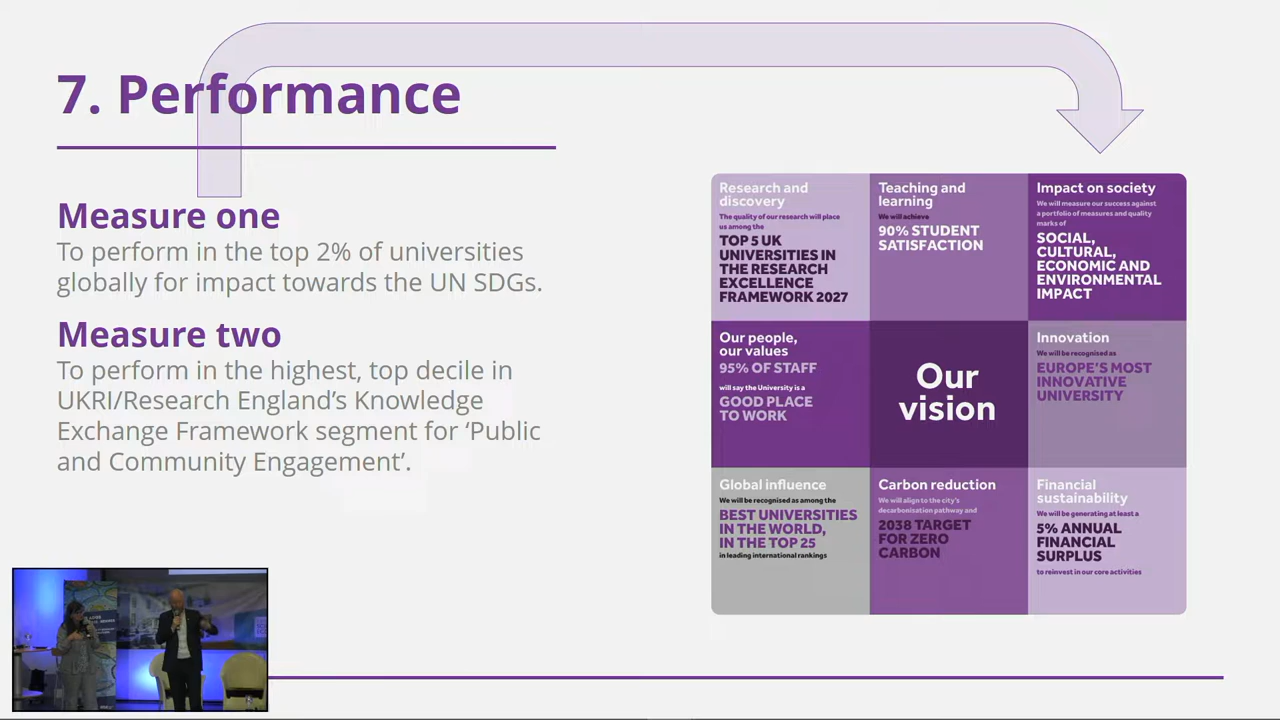 7. Performance
Measure one
To perform in the top 2% of universities
globally for impact towards the UN SDGs.
Measure two
To perform in the highest, top decile in
UKRI/Research England’s Knowledge
Exchange Framework segment for ‘Public
and Community Engagement’.
Research and
discovery
The quality of our research will place
us among the
TOP 5 UK
UNIVERSITIES IN
THE RESEARCH
EXCELLENCE
FRAMEWORK 2027
Teaching and
learning
We will achieve
90% STUDENT
SATISFACTION
Impact on society
We will measure our success against
a portfolio of measures and quality
marks of
SOCIAL,
CULTURAL,
ECONOMIC AND
ENVIRONMENTAL
IMPACT
Our people,
our values
95% OF STAFF
will say the University is a
GOOD PLACE
TO WORK
Our
vision
Innovation
We will be recognised as
EUROPE’S MOST
INNOVATIVE
UNIVERSITY
Global influence
We will be recognised as among the
BEST UNIVERSITIES
IN THE WORLD,
IN THE TOP 25
in leading international rankings
Carbon reduction
We will align to the city’s
decarbonisation pathway and
2038 TARGET
FOR ZERO
CARBON
Financial
sustainability
We will be generating at least a
5% ANNUAL
FINANCIAL
SURPLUS
to reinvest in our core activities